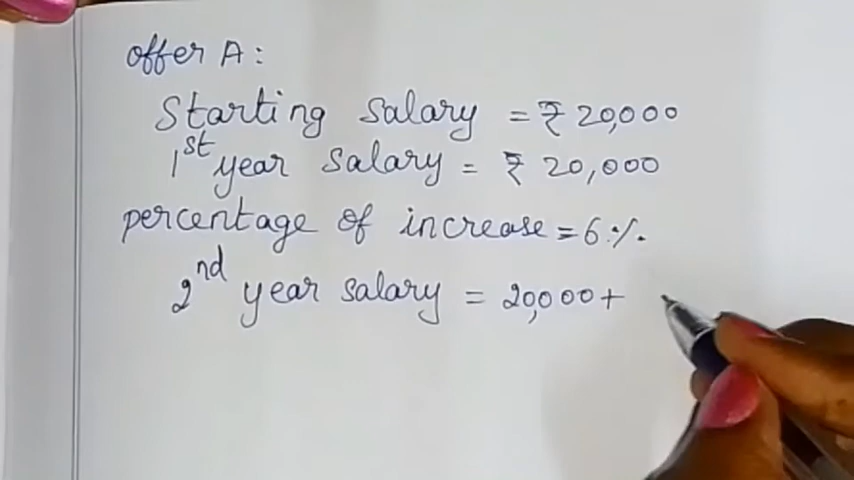 offer A:
Starting salary = ₹ 20,000
1st year salary = ₹ 20,000
percentage of increase = 6 %.
2nd year salary = 20,000 +